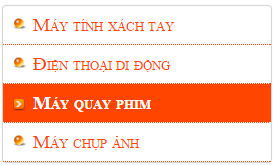 Máy tính xách tay
Điện thoại di động
Máy quay phim
Máy chụp ảnh